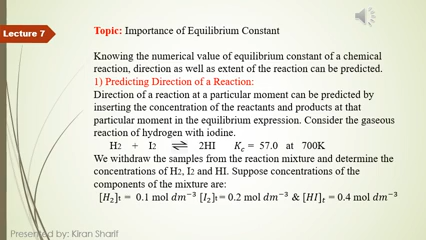 Lecture 7
Topic: Importance of Equilibrium Constant
Knowing the numerical value of equilibrium constant of a chemical
reaction, direction as well as extent of the reaction can be predicted.
1) Predicting Direction of a Reaction:
Direction of a reaction at a particular moment can be predicted by
inserting the concentration of the reactants and products at that
particular moment in the equilibrium expression. Consider the gaseous
reaction of hydrogen with iodine.
H2 + I2 ⇌ 2HI K_c = 57.0 at 700K
We withdraw the samples from the reaction mixture and determine the
concentrations of H2, I2 and HI. Suppose concentrations of the
components of the mixture are:
[H₂]t = 0.1 mol dm⁻³ [I₂]t = 0.2 mol dm⁻³ & [HI]t = 0.4 mol dm⁻³
Presented by: Kiran Sharif